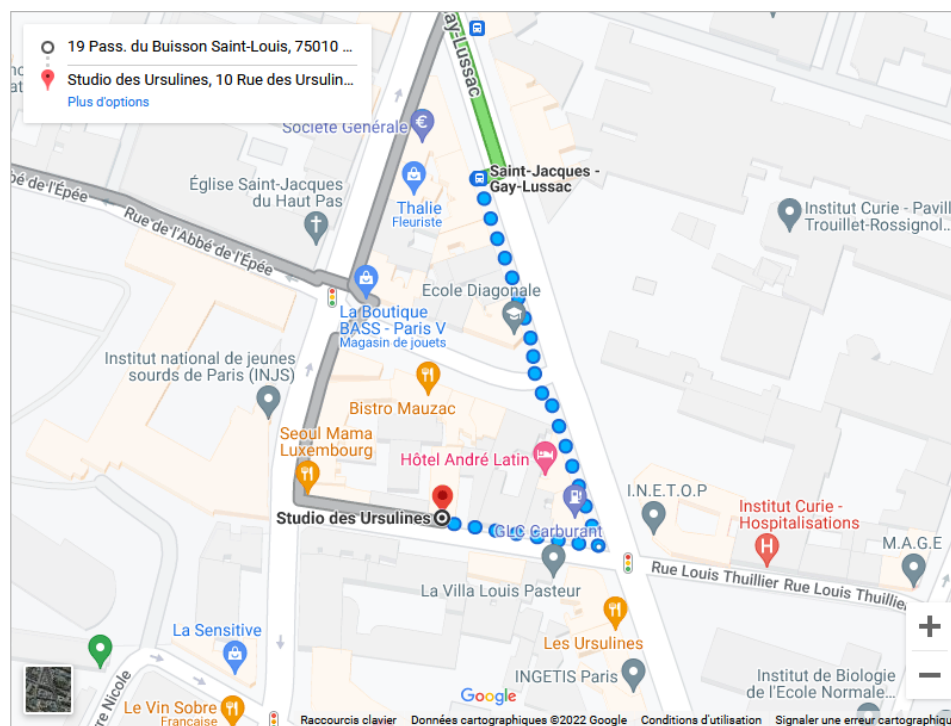 19 Pass. du Buisson Saint-Louis, 75010 ...
Studio des Ursulines, 10 Rue des Ursulin...
Plus d'options
ay-Lussac
Société Générale
€
Saint-Jacques -
Gay-Lussac
Église Saint-Jacques
du Haut Pas
Thalie
Fleuriste
Institut Curie - Pavill
Trouillet-Rossignol...
bé de l'Épée
Rue de l'Abbé de l'Épée
Ecole Diagonale
La Boutique
BASS - Paris V
Magasin de jouets
Institut national de jeunes
sourds de Paris (INJS)
Bistro Mauzac
Seoul Mama
Luxembourg
Hôtel André Latin
I.N.E.T.O.P
Institut Curie -
Hospitalisations
H
Studio des Ursulines
GLC Carburant
M.A.G.E
La Villa Louis Pasteur
Rue Louis Thuillier Rue Louis Thuillier
La Sensitive
Les Ursulines
INGETIS Paris
Institut de Biologie
de l'Ecole Normale...
rre Nicole
Le Vin Sobre
Française
Google
Raccourcis clavier Données cartographiques ©2022 Google Conditions d'utilisation Signaler une erreur cartographiqu